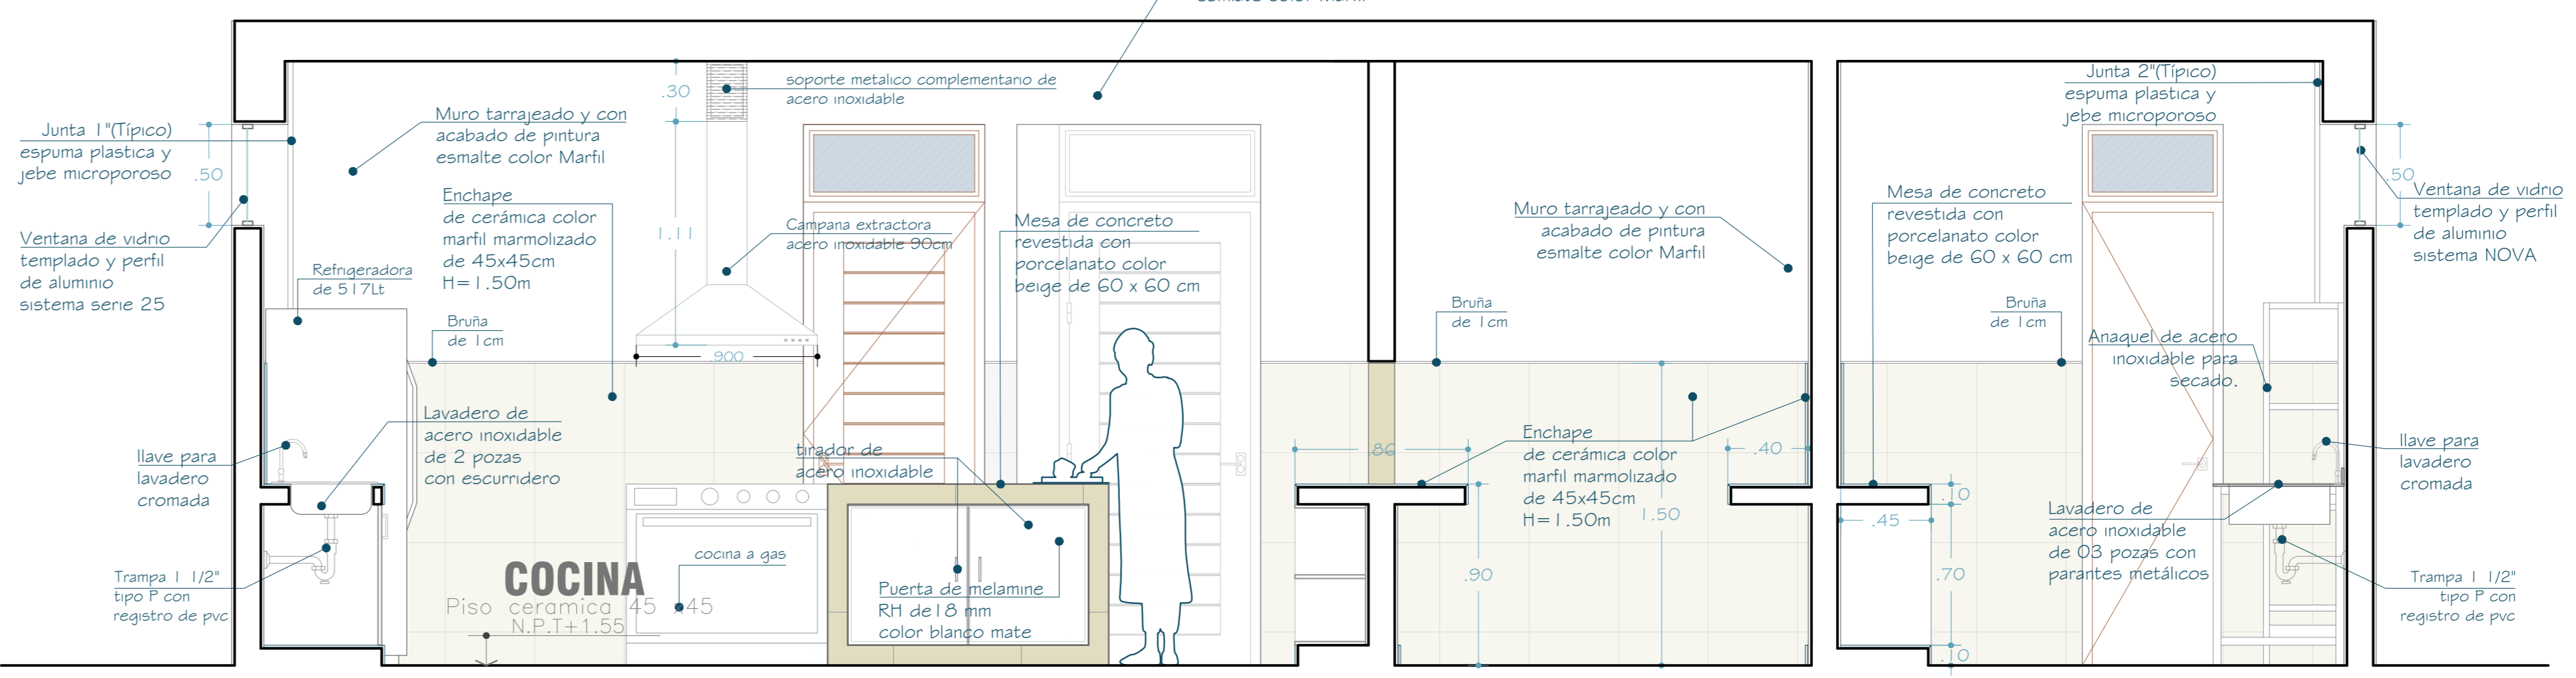 Junta 1"(Típico)
espuma plastica y
jebe microporoso
.50
Ventana de vidrio
templado y perfil
de aluminio
sistema serie 25
Muro tarrajeado y con
acabado de pintura
esmalte color Marfil
Enchape
de cerámica color
marfil marmolizado
de 45x45cm
H=1.50m
Refrigeradora
de 517Lt
Bruña
de 1cm
Lavadero de
acero inoxidable
de 2 pozas
con escurridero
llave para
lavadero
cromada
Trampa 1 1/2"
tipo P con
registro de pvc
COCINA
Piso ceramica 45 x45
N.P.T+1.55
.30
1.11
.900
soporte metalico complementario de
acero inoxidable
Campana extractora
acero inoxidable 90cm
cocina a gas
tirador de
acero inoxidable
Puerta de melamine
RH de18 mm
color blanco mate
Mesa de concreto
revestida con
porcelanato color
beige de 60 x 60 cm
.86
Muro tarrajeado y con
acabado de pintura
esmalte color Marfil
Bruña
de 1cm
Enchape
de cerámica color
marfil marmolizado
de 45x45cm
H=1.50m
.90
1.50
.40
Junta 2"(Típico)
espuma plastica y
jebe microporoso
Mesa de concreto
revestida con
porcelanato color
beige de 60 x 60 cm
Bruña
de 1cm
Anaquel de acero
inoxidable para
secado.
.45
.10
.70
.10
Lavadero de
acero inoxidable
de 03 pozas con
parantes metálicos
.50
Ventana de vidrio
templado y perfil
de aluminio
sistema NOVA
llave para
lavadero
cromada
Trampa 1 1/2"
tipo P con
registro de pvc